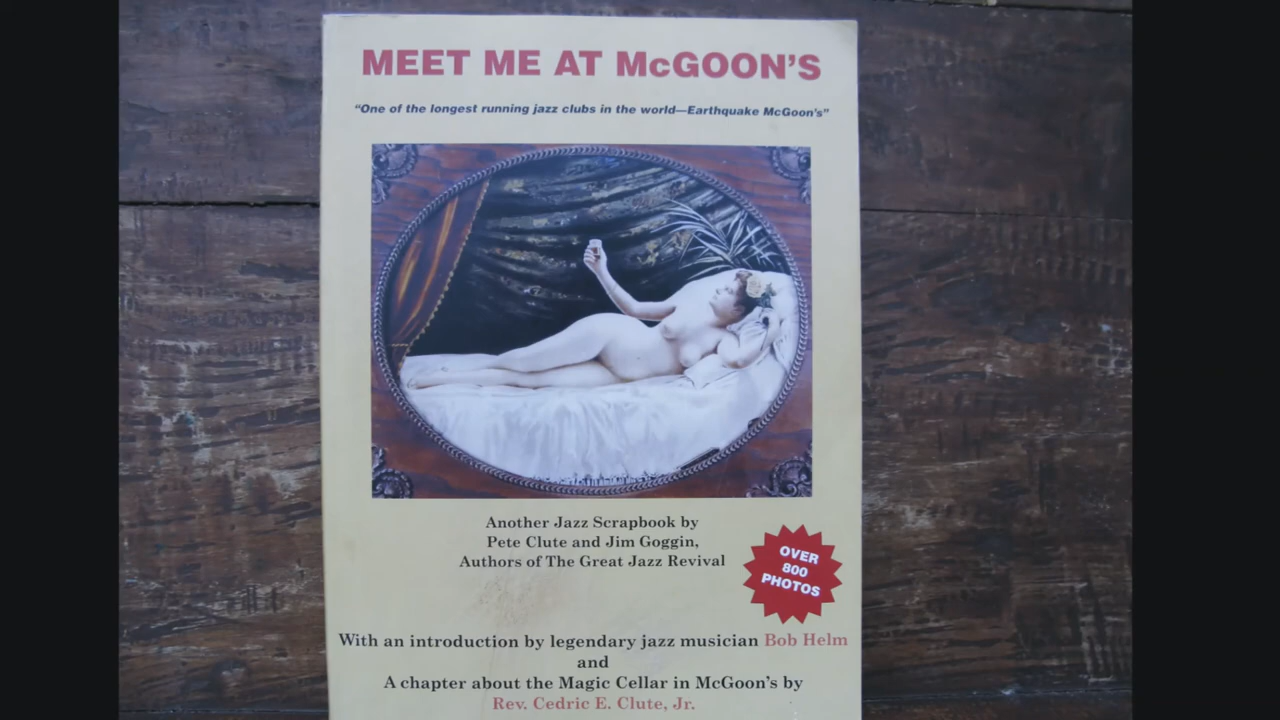 MEET ME AT McGOON'S
"One of the longest running jazz clubs in the world—Earthquake McGoon's"
Another Jazz Scrapbook by
Pete Clute and Jim Goggin,
Authors of The Great Jazz Revival
OVER
800
PHOTOS
With an introduction by legendary jazz musician Bob Helm
and
A chapter about the Magic Cellar in McGoon's by
Rev. Cedric E. Clute, Jr.